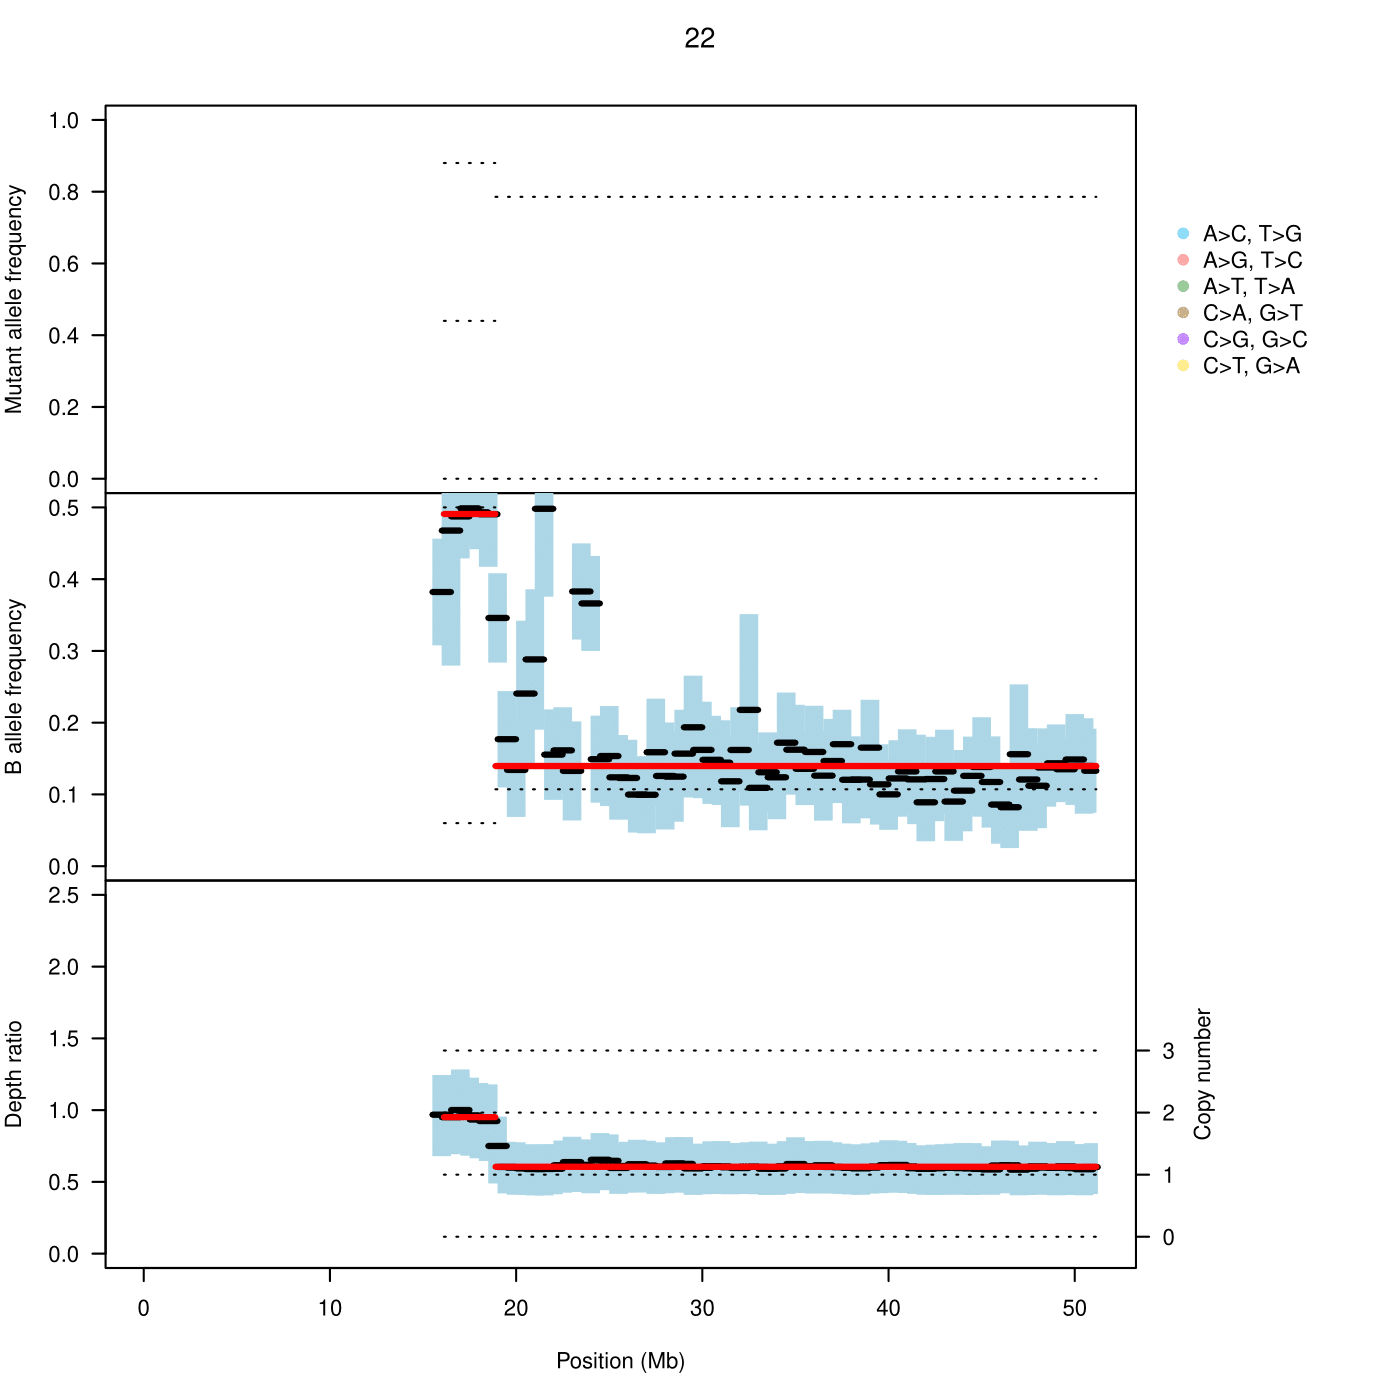 22
Mutant allele frequency
1.0
0.8
0.6
0.4
0.2
0.0
A>C, T>G
A>G, T>C
A>T, T>A
C>A, G>T
C>G, G>C
C>T, G>A
B allele frequency
0.5
0.4
0.3
0.2
0.1
0.0
Depth ratio
2.5
2.0
1.5
1.0
0.5
0.0
3
2
1
0
Copy number
0 10 20 30 40 50
Position (Mb)